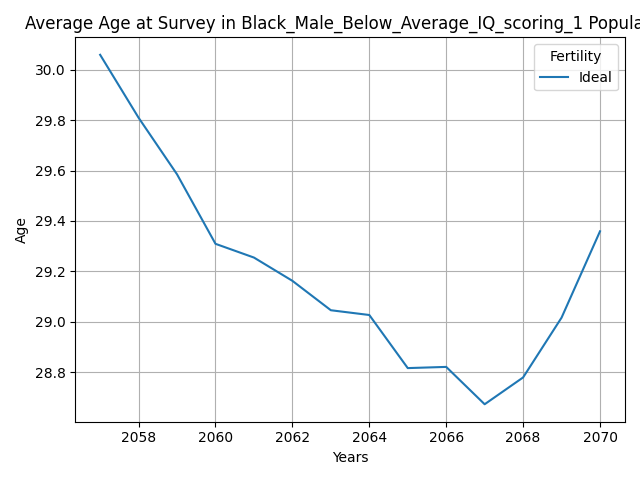 Average Age at Survey in Black_Male_Below_Average_IQ_scoring_1 Popula
Fertility
Ideal
30.0
29.8
29.6
29.4
29.2
29.0
28.8
Age
2058 2060 2062 2064 2066 2068 2070
Years